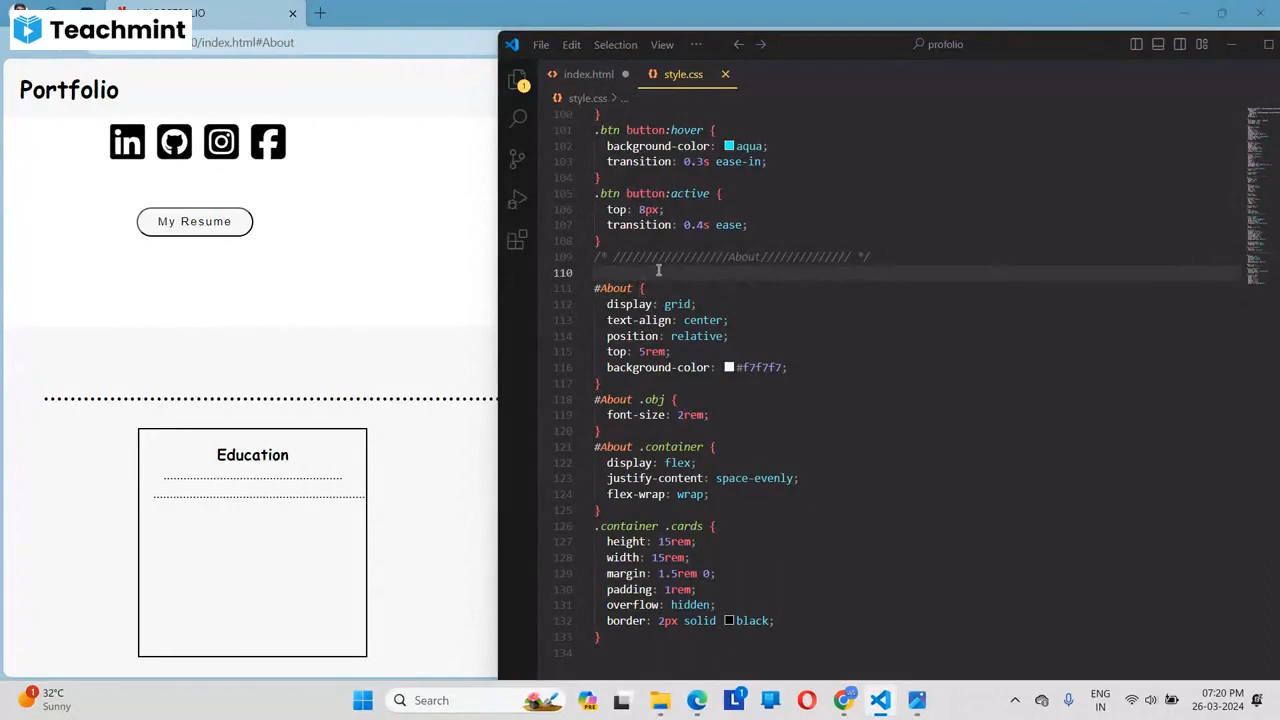 Teachmint
0/index.html#About
File Edit Selection View ··· profolio
Portfolio
index.html style.css
style.css > ...
1
My Resume
Education
100 }
101 .btn button:hover {
102 background-color: aqua;
103 transition: 0.3s ease-in;
104 }
105 .btn button:active {
106 top: 8px;
107 transition: 0.4s ease;
108 }
109 /* //////////////////About////////////// */
110
111 #About {
112 display: grid;
113 text-align: center;
114 position: relative;
115 top: 5rem;
116 background-color: #f7f7f7;
117 }
118 #About .obj {
119 font-size: 2rem;
120 }
121 #About .container {
122 display: flex;
123 justify-content: space-evenly;
124 flex-wrap: wrap;
125 }
126 .container .cards {
127 height: 15rem;
128 width: 15rem;
129 margin: 1.5rem 0;
130 padding: 1rem;
131 overflow: hidden;
132 border: 2px solid black;
133 }
134
1 32°C
Sunny
Search
PRE
1
ENG
IN
07:20 PM
26-03-2024